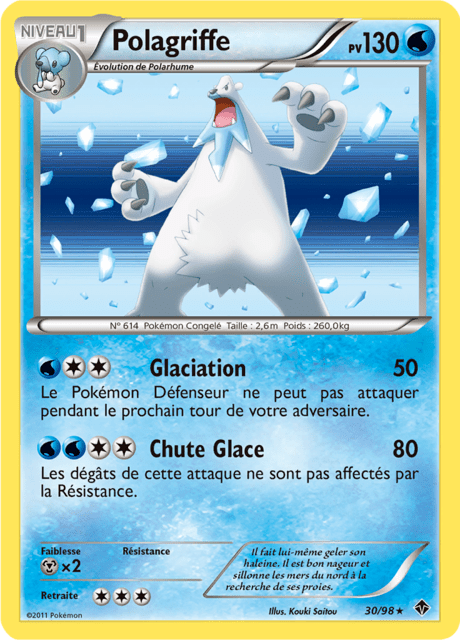 NIVEAU 1
Polagriffe
PV 130
Évolution de Polarhume
N° 614 Pokémon Congelé Taille : 2,6m Poids : 260,0kg
Glaciation 50
Le Pokémon Défenseur ne peut pas attaquer
pendant le prochain tour de votre adversaire.
Chute Glace 80
Les dégâts de cette attaque ne sont pas affectés par
la Résistance.
Faiblesse Résistance
×2
Il fait lui-même geler son
haleine. Il est bon nageur et
sillonne les mers du nord à la
recherche de ses proies.
Retraite
Illus. Kouki Saitou 30/98 ★
©2011 Pokémon